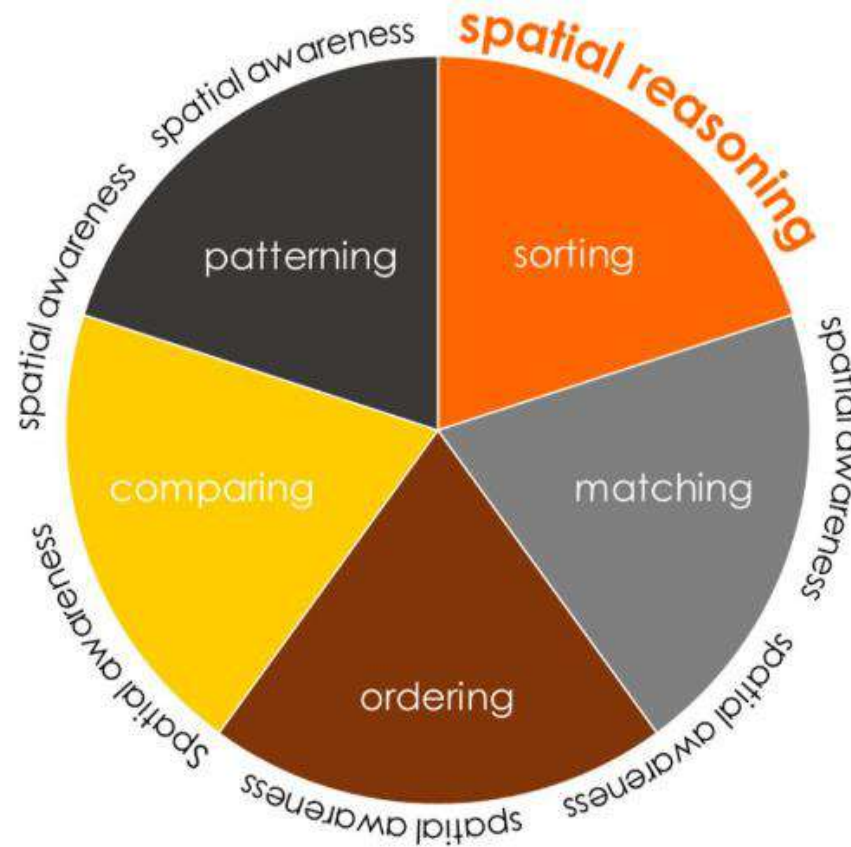 spatial reasoning
spatial awareness
spatial awareness
spatial awareness
spatial awareness
Spatial awareness
spatial awareness
spatial awareness
sorting
matching
ordering
comparing
patterning